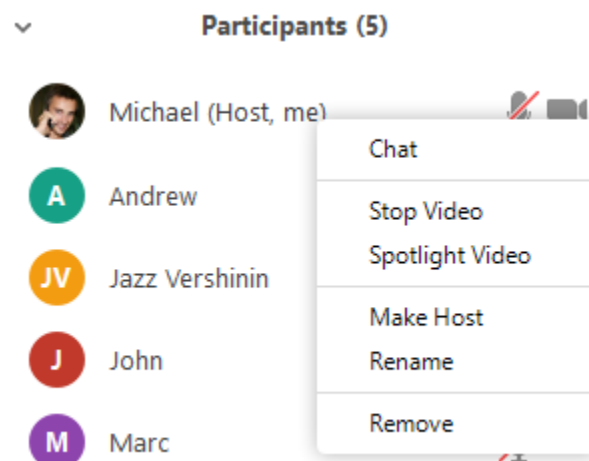 Participants (5)
Michael (Host, me)
Chat
A Andrew
Stop Video
Spotlight Video
JV Jazz Vershinin
Make Host
J John
Rename
Remove
M Marc